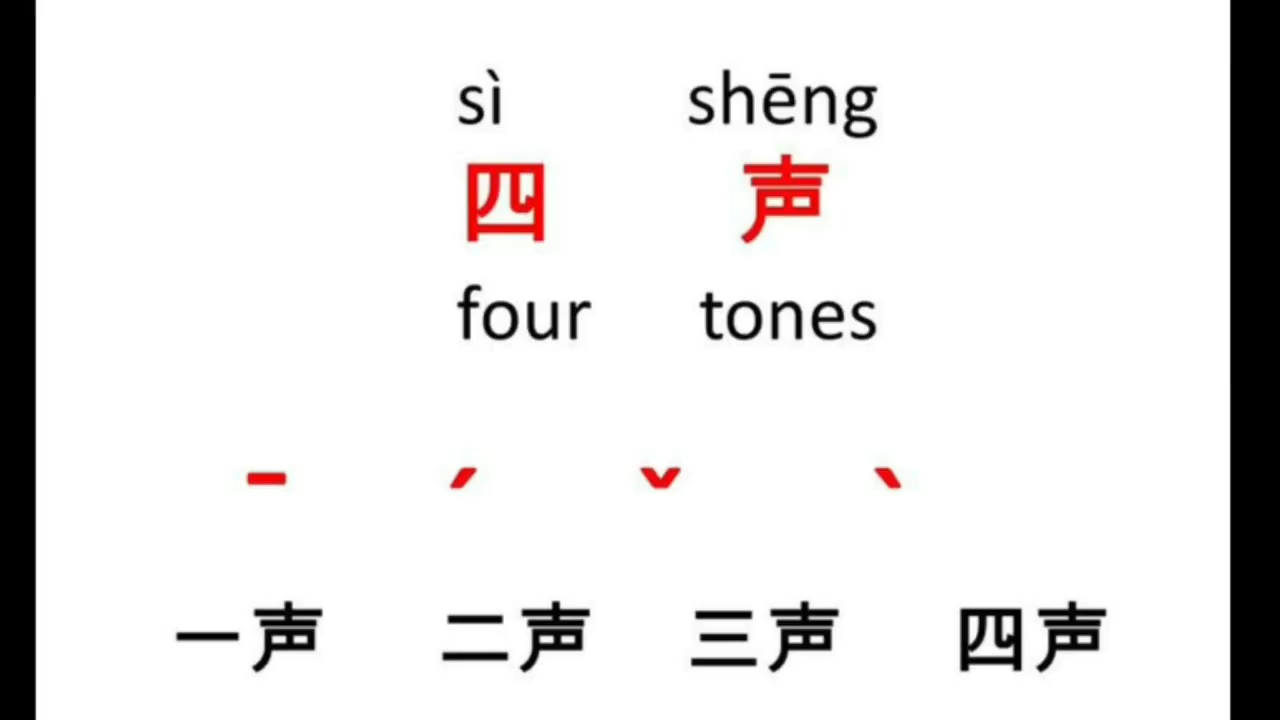 sì shēng
四 声
four tones
ˉ ˊ ˇ ˋ
一声 二声 三声 四声